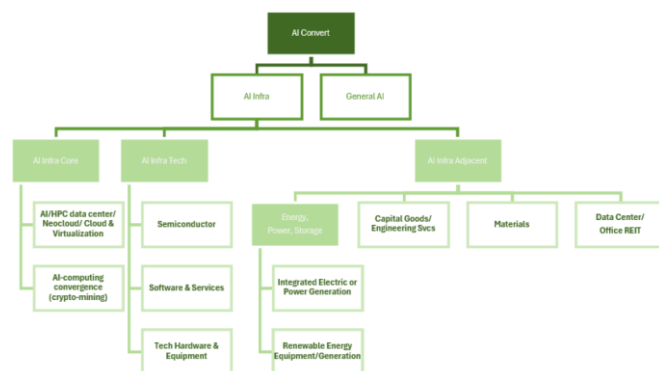 AI Convert
AI Infra
General AI
AI Infra Core
AI Infra Tech
AI Infra Adjacent
AI/HPC data center/
Neocloud/ Cloud &
Virtualization
Semiconductor
Energy,
Power, Storage
Capital Goods/
Engineering Svcs
Materials
Data Center/
Office REIT
AI-computing
convergence
(crypto-mining)
Software & Services
Integrated Electric or
Power Generation
Tech Hardware &
Equipment
Renewable Energy
Equipment/Generation